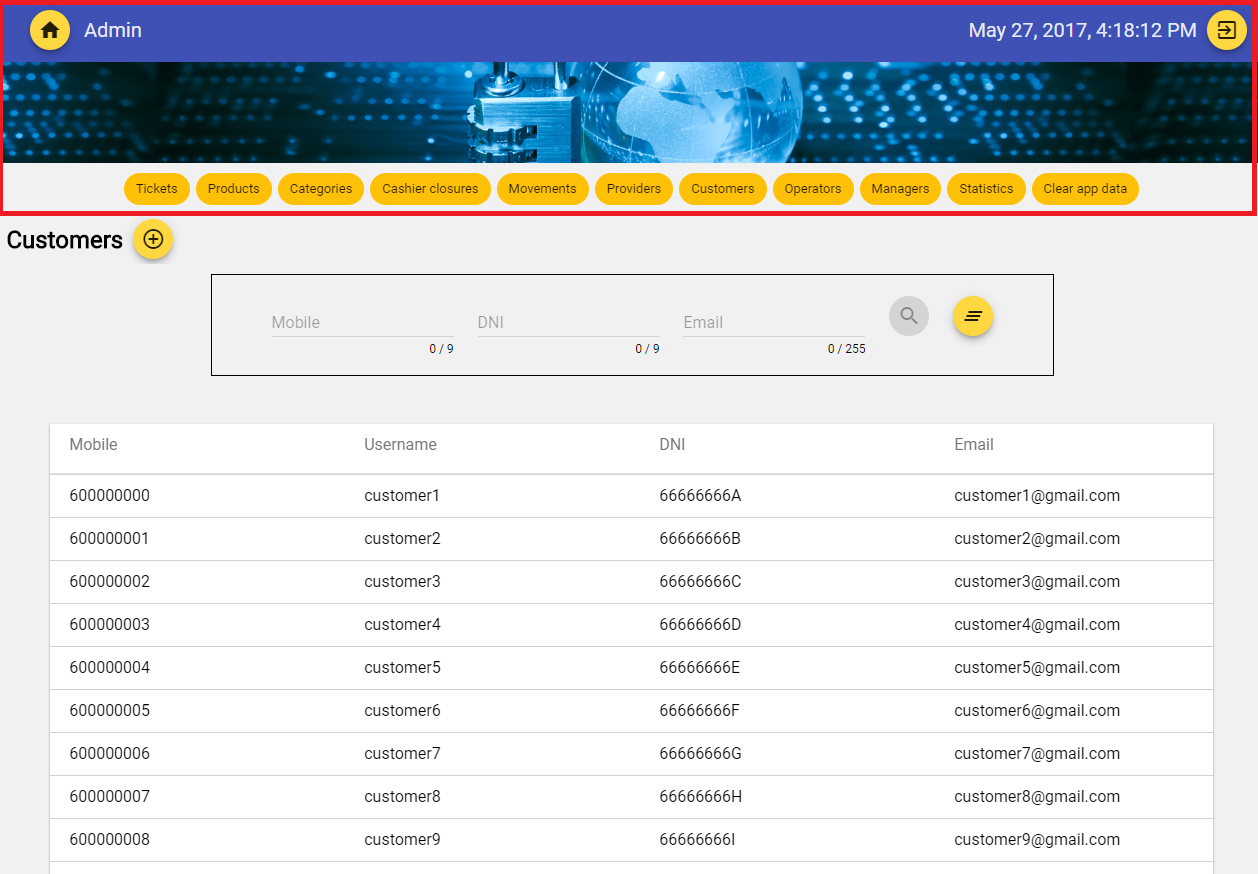 Admin May 27, 2017, 4:18:12 PM
Tickets Products Categories Cashier closures Movements Providers Customers Operators Managers Statistics Clear app data
Customers
Mobile DNI Email
0 / 9 0 / 9 0 / 255
Mobile Username DNI Email
600000000 customer1 66666666A customer1@gmail.com
600000001 customer2 66666666B customer2@gmail.com
600000002 customer3 66666666C customer3@gmail.com
600000003 customer4 66666666D customer4@gmail.com
600000004 customer5 66666666E customer5@gmail.com
600000005 customer6 66666666F customer6@gmail.com
600000006 customer7 66666666G customer7@gmail.com
600000007 customer8 66666666H customer8@gmail.com
600000008 customer9 66666666I customer9@gmail.com